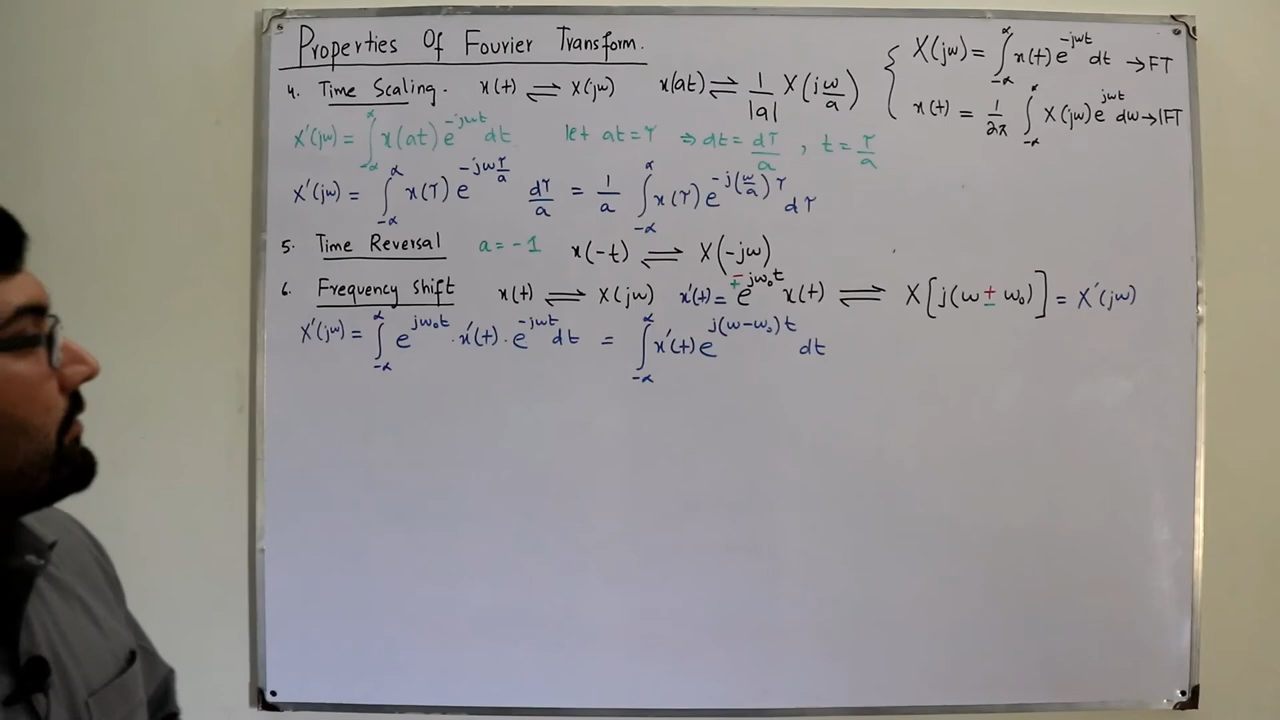 Properties Of Fourier Transform.
X(jω) = ∫_{-∞}^{∞} x(t) e^{-jωt} dt → FT
x(t) = 1/2π ∫_{-∞}^{∞} X(jω) e^{jωt} dω → IFT
4. Time Scaling. x(t) ⇌ X(jω) x(at) ⇌ 1/|a| X(jω/a)
X'(jω) = ∫_{-∞}^{∞} x(at) e^{-jωt} dt let at = τ ⇒ dt = dτ/a , t = τ/a
X'(jω) = ∫_{-∞}^{∞} x(τ) e^{-jω τ/a} dτ/a = 1/a ∫_{-∞}^{∞} x(τ) e^{-j(ω/a)τ} dτ
5. Time Reversal a = -1 x(-t) ⇌ X(-jω)
6. Frequency Shift x(t) ⇌ X(jω) x'(t) = e^{∓jω₀t} x(t) ⇌ X[j(ω ± ω₀)] = X'(jω)
X'(jω) = ∫_{-∞}^{∞} e^{jω₀t} · x'(t) · e^{-jωt} dt = ∫_{-∞}^{∞} x'(t) e^{j(ω-ω₀)t} dt